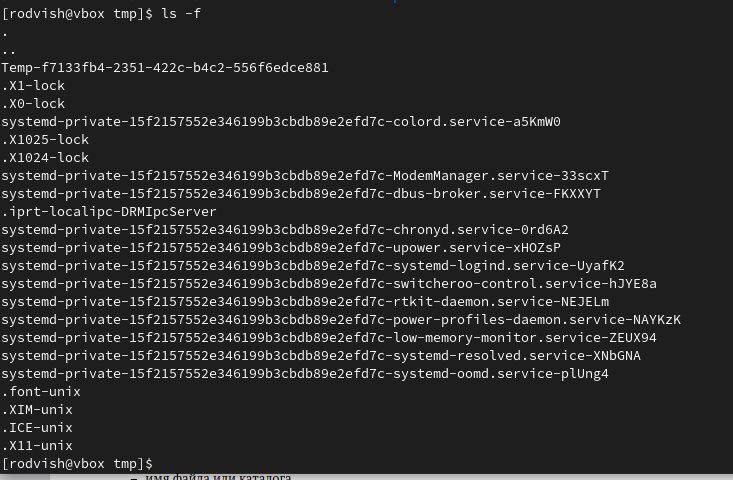 [rodvish@vbox tmp]$ ls -f
.
..
Temp-f7133fb4-2351-422c-b4c2-556f6edce881
.X1-lock
.X0-lock
systemd-private-15f2157552e346199b3cbdb89e2efd7c-colord.service-a5KmW0
.X1025-lock
.X1024-lock
systemd-private-15f2157552e346199b3cbdb89e2efd7c-ModemManager.service-33scxT
systemd-private-15f2157552e346199b3cbdb89e2efd7c-dbus-broker.service-FKXXYT
.iprt-localipc-DRMIpcServer
systemd-private-15f2157552e346199b3cbdb89e2efd7c-chronyd.service-0rd6A2
systemd-private-15f2157552e346199b3cbdb89e2efd7c-upower.service-xHOZsP
systemd-private-15f2157552e346199b3cbdb89e2efd7c-systemd-logind.service-UyafK2
systemd-private-15f2157552e346199b3cbdb89e2efd7c-switcheroo-control.service-hJYE8a
systemd-private-15f2157552e346199b3cbdb89e2efd7c-rtkit-daemon.service-NEJELm
systemd-private-15f2157552e346199b3cbdb89e2efd7c-power-profiles-daemon.service-NAYKzK
systemd-private-15f2157552e346199b3cbdb89e2efd7c-low-memory-monitor.service-ZEUX94
systemd-private-15f2157552e346199b3cbdb89e2efd7c-systemd-resolved.service-XNbGNA
systemd-private-15f2157552e346199b3cbdb89e2efd7c-systemd-oomd.service-plUng4
.font-unix
.XIM-unix
.ICE-unix
.X11-unix
[rodvish@vbox tmp]$
– имя файла или каталога